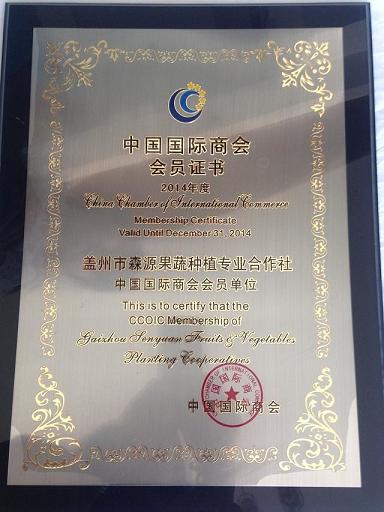 中国国际商会
会员证书
2014年度
China Chamber of International Commerce
Membership Certificate
Valid Until December 31, 2014
盖州市森源果蔬种植专业合作社
中国国际商会会员单位
This is to certify that the
CCOIC Membership of
Gaizhou Senyuan Fruits & Vegetables
Planting Cooperatives
中国国际商会